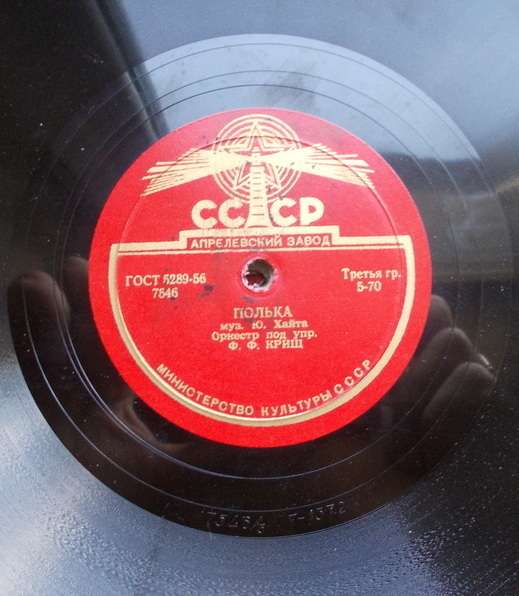 СССР
АПРЕЛЕВСКИЙ ЗАВОД
ГОСТ 5289-56
7546
Третья гр.
5-70
ПОЛЬКА
муз. Ю. Хайта
Оркестр под упр.
Ф. Ф. КРИЩ
МИНИСТЕРСТВО КУЛЬТУРЫ СССР